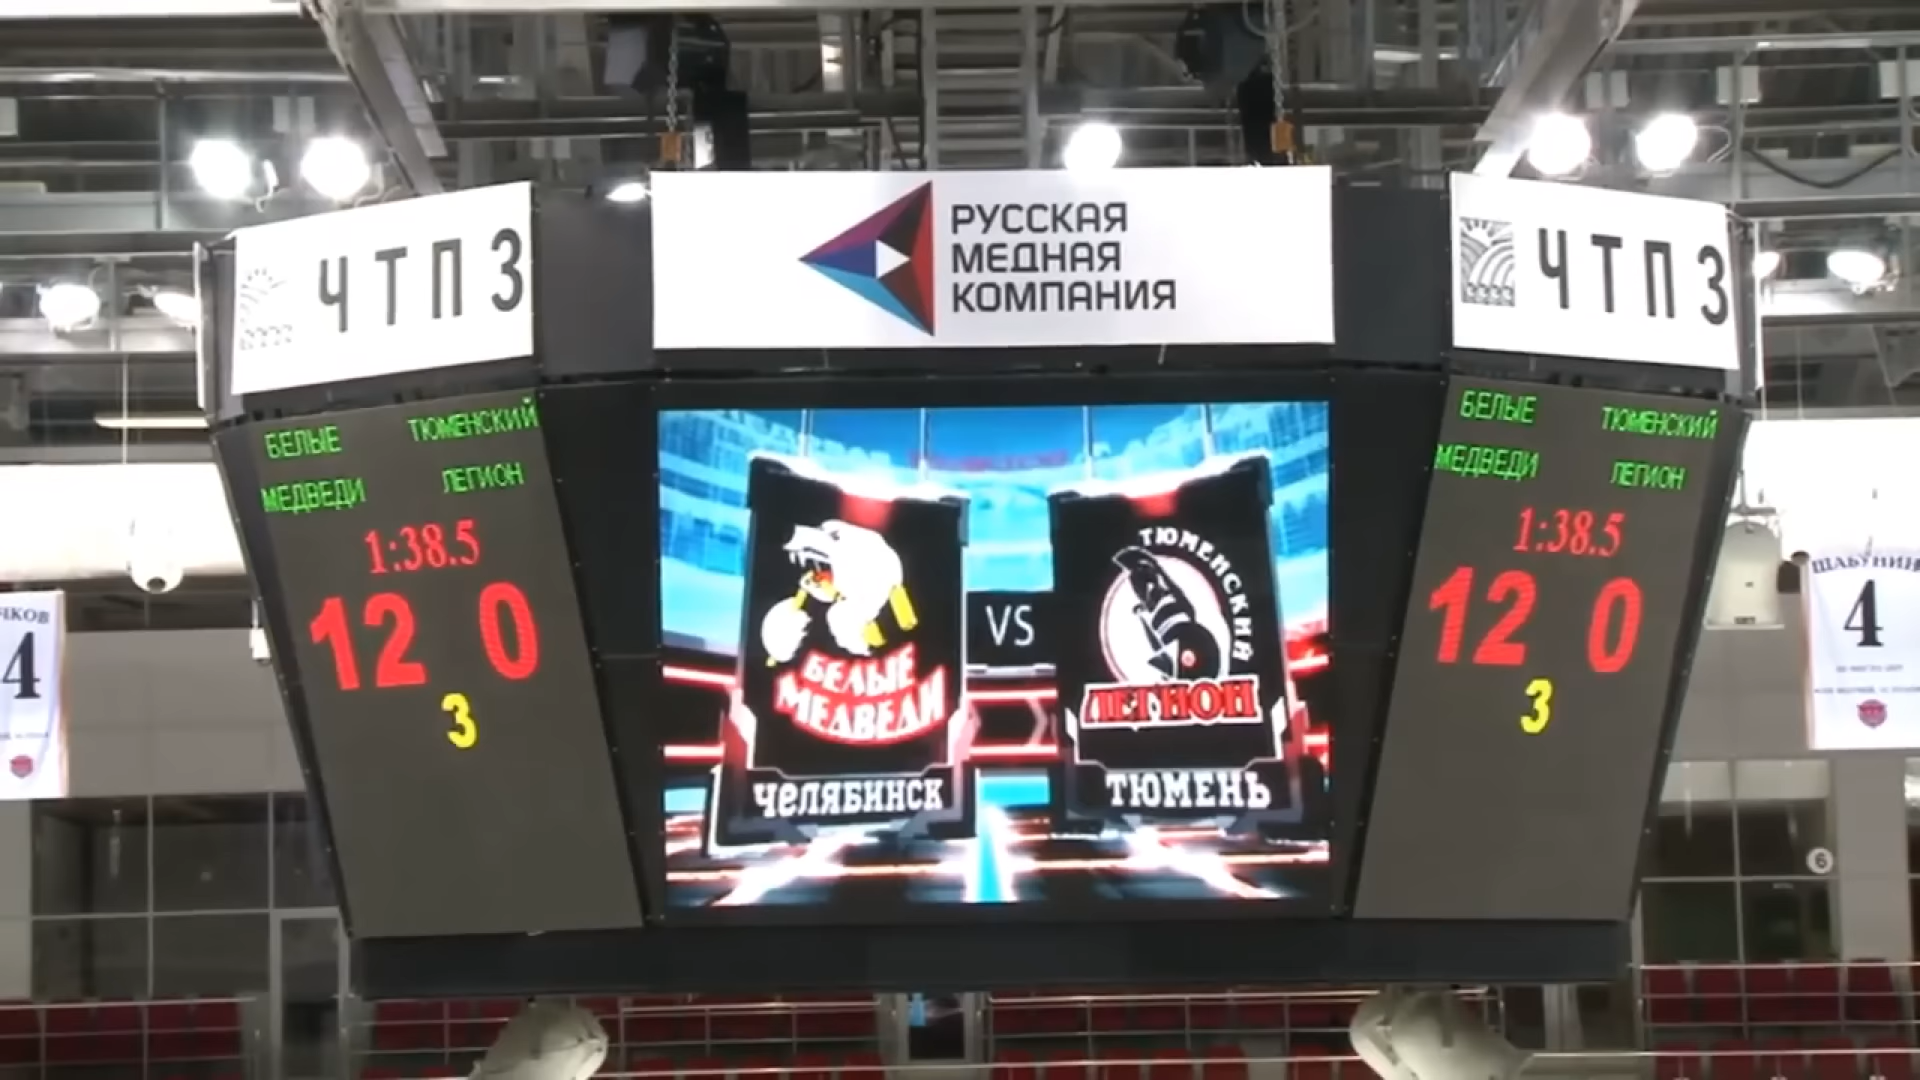 ЧТПЗ
РУССКАЯ
МЕДНАЯ
КОМПАНИЯ
ЧТПЗ
БЕЛЫЕ ТЮМЕНСКИЙ
МЕДВЕДИ ЛЕГИОН
1:38.5
12 0
3
БЕЛЫЕ
МЕДВЕДИ
ЧЕЛЯБИНСК
VS
ТЮМЕНСКИЙ
ЛЕГИОН
ТЮМЕНЬ
БЕЛЫЕ ТЮМЕНСКИЙ
МЕДВЕДИ ЛЕГИОН
1:38.5
12 0
3
4
ШАБУНИН
4
6